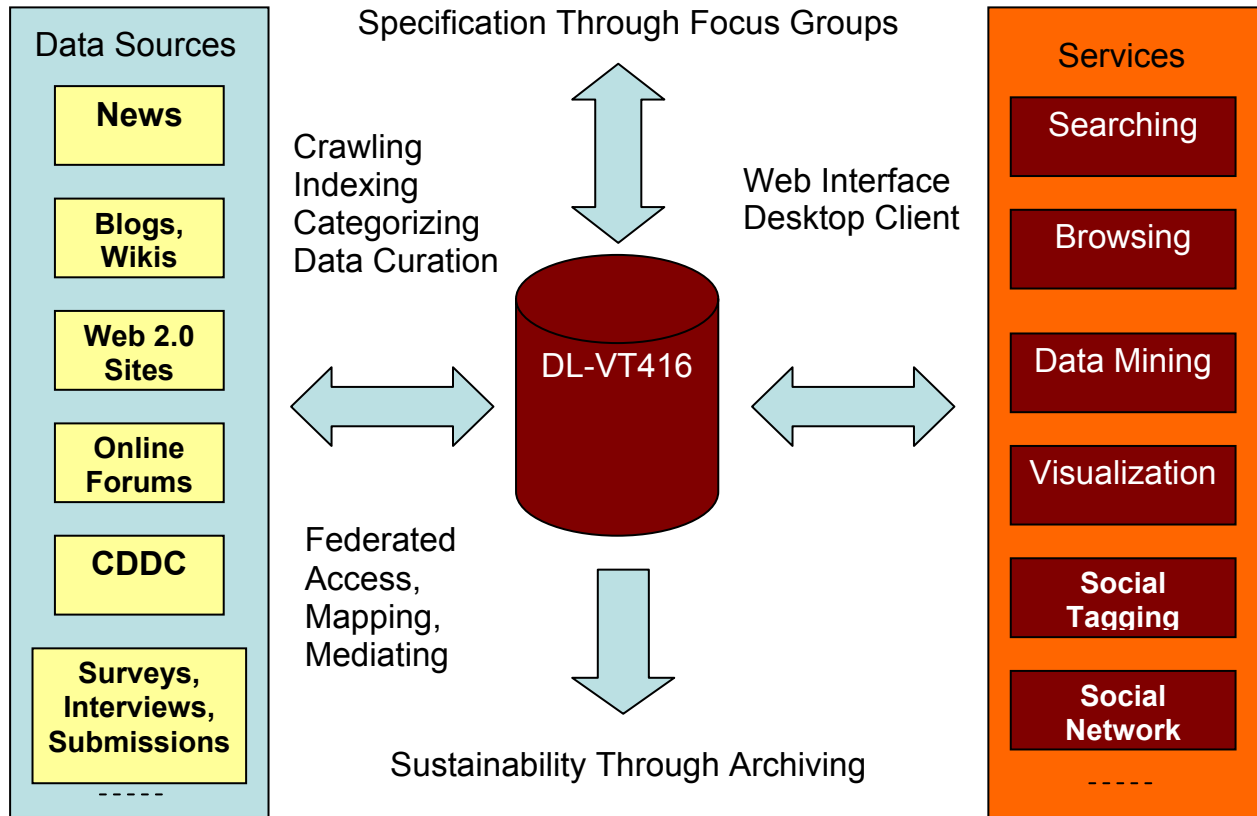 Specification Through Focus Groups
Data Sources
News
Blogs,
Wikis
Web 2.0
Sites
Online
Forums
CDDC
Surveys,
Interviews,
Submissions
- - - - -
Crawling
Indexing
Categorizing
Data Curation
Federated
Access,
Mapping,
Mediating
DL-VT416
Web Interface
Desktop Client
Services
Searching
Browsing
Data Mining
Visualization
Social
Tagging
Social
Network
- - - - -
Sustainability Through Archiving